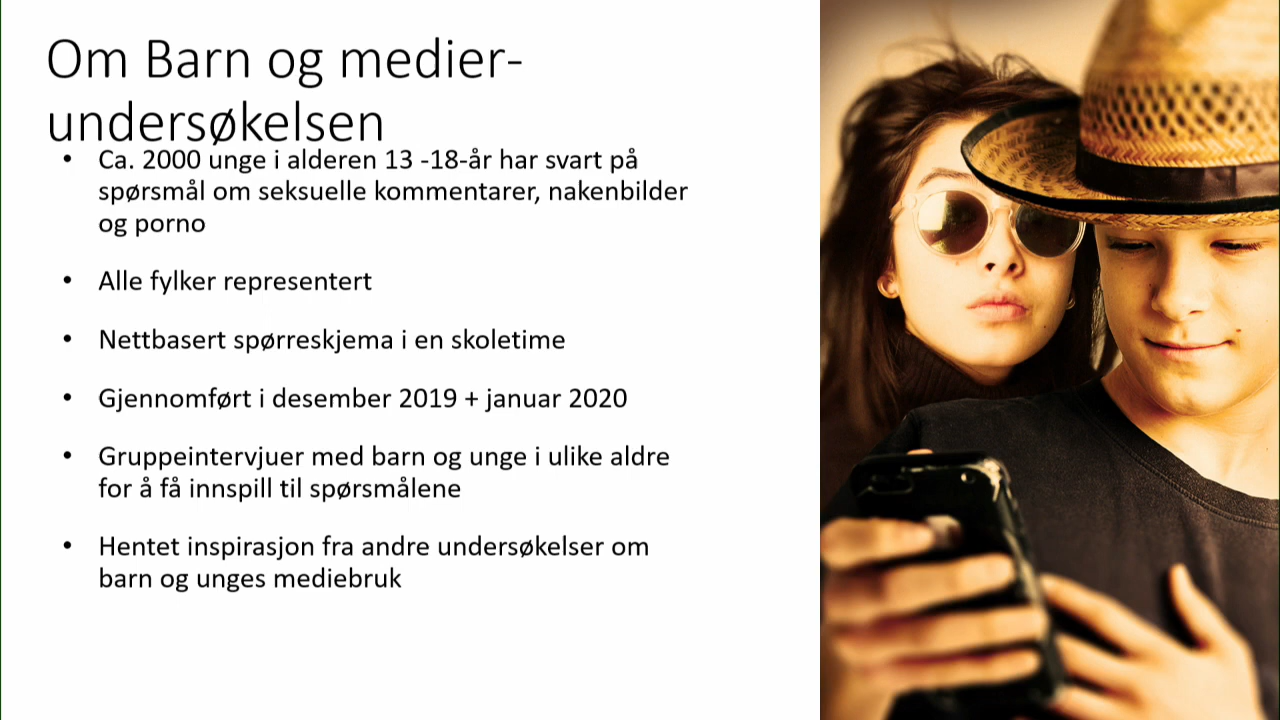 Om Barn og medier-
undersøkelsen
• Ca. 2000 unge i alderen 13 -18-år har svart på
spørsmål om seksuelle kommentarer, nakenbilder
og porno
• Alle fylker representert
• Nettbasert spørreskjema i en skoletime
• Gjennomført i desember 2019 + januar 2020
• Gruppeintervjuer med barn og unge i ulike aldre
for å få innspill til spørsmålene
• Hentet inspirasjon fra andre undersøkelser om
barn og unges mediebruk